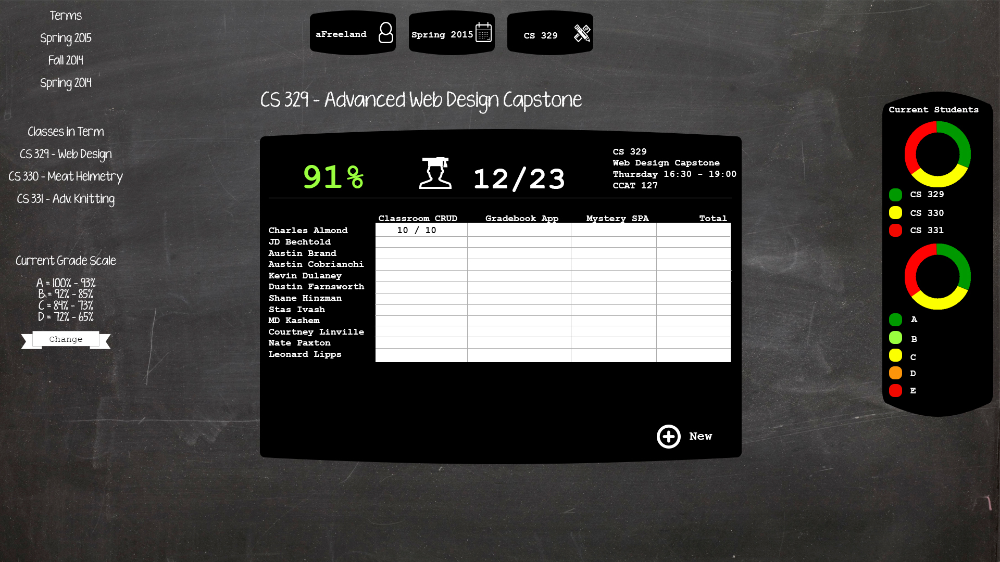 Terms
Spring 2015
Fall 2014
Spring 2014
Classes in Term
CS 329 - Web Design
CS 330 - Meat Helmetry
CS 331 - Adv. Knitting
Current Grade Scale
A = 100% - 93%
B = 92% - 85%
C = 84% - 73%
D = 72% - 65%
Change
aFreeland
Spring 2015
CS 329
CS 329 - Advanced Web Design Capstone
91%
12/23
CS 329
Web Design Capstone
Thursday 16:30 - 19:00
CCAT 127
Classroom CRUD Gradebook App Mystery SPA Total
Charles Almond 10 / 10
JD Bechtold
Austin Brand
Austin Cobrianchi
Kevin Dulaney
Dustin Farnsworth
Shane Hinzman
Stas Ivash
MD Kashem
Courtney Linville
Nate Paxton
Leonard Lipps
New
Current Students
CS 329
CS 330
CS 331
A
B
C
D
E